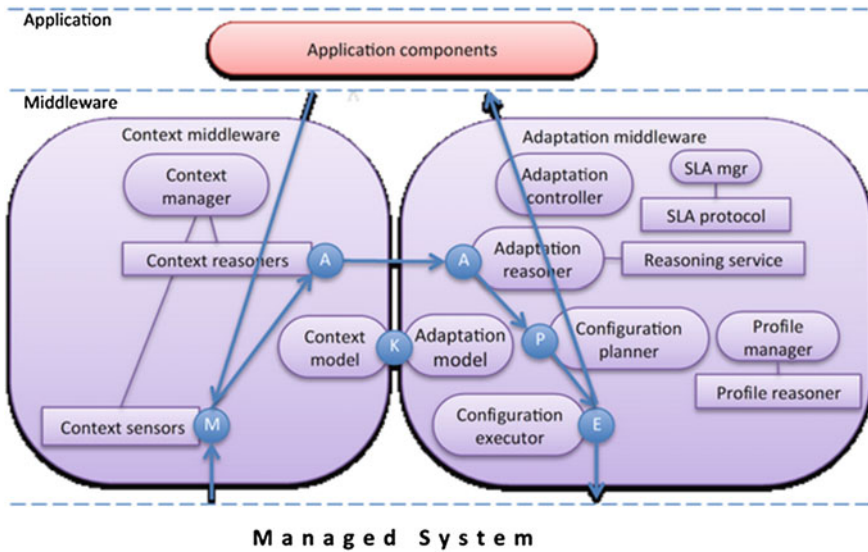 Application
Application components
Middleware
Context middleware
Context
manager
Context reasoners
A
Context
model
K
Context sensors
M
Adaptation middleware
Adaptation
controller
SLA mgr
SLA protocol
A
Adaptation
reasoner
Reasoning service
Adaptation
model
P
Configuration
planner
Profile
manager
Profile reasoner
Configuration
executor
E
Managed System